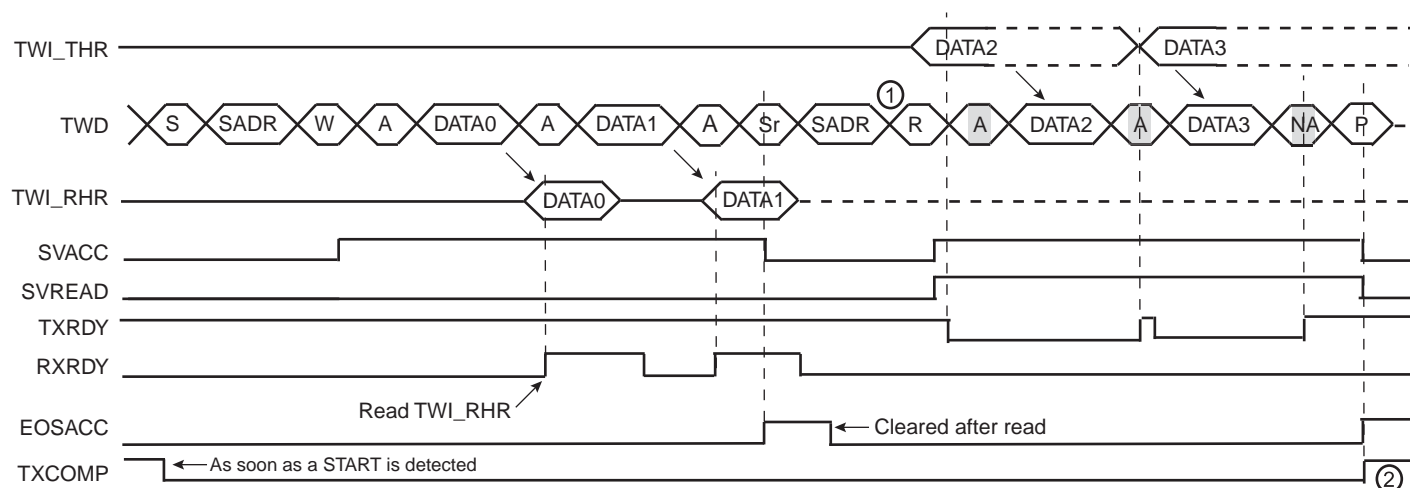 TWI_THR DATA2 DATA3
①
TWD S SADR W A DATA0 A DATA1 A Sr SADR R A DATA2 A DATA3 NA P
TWI_RHR DATA0 DATA1
SVACC
SVREAD
TXRDY
RXRDY
Read TWI_RHR
EOSACC Cleared after read
TXCOMP As soon as a START is detected ②